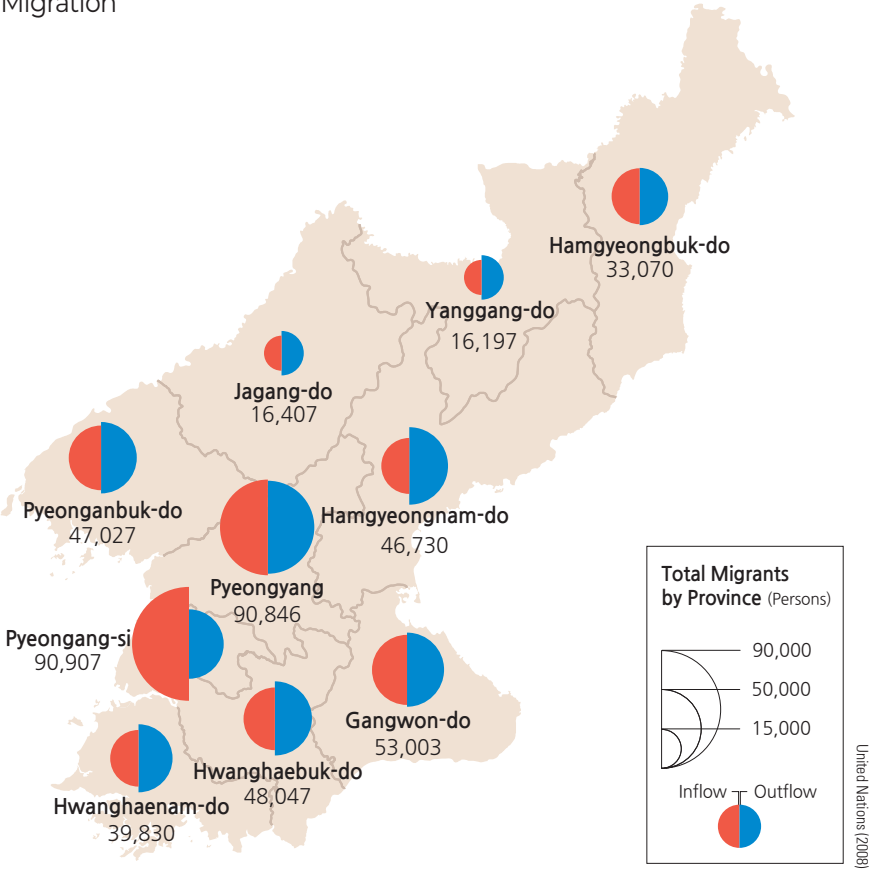 Migration
Hamgyeongbuk-do
33,070
Yanggang-do
16,197
Jagang-do
16,407
Pyeonganbuk-do
47,027
Hamgyeongnam-do
46,730
Pyeongyang
90,846
Pyeongang-si
90,907
Gangwon-do
53,003
Hwanghaebuk-do
48,047
Hwanghaenam-do
39,830
Total Migrants
by Province (Persons)
90,000
50,000
15,000
Inflow Outflow
United Nations (2008)